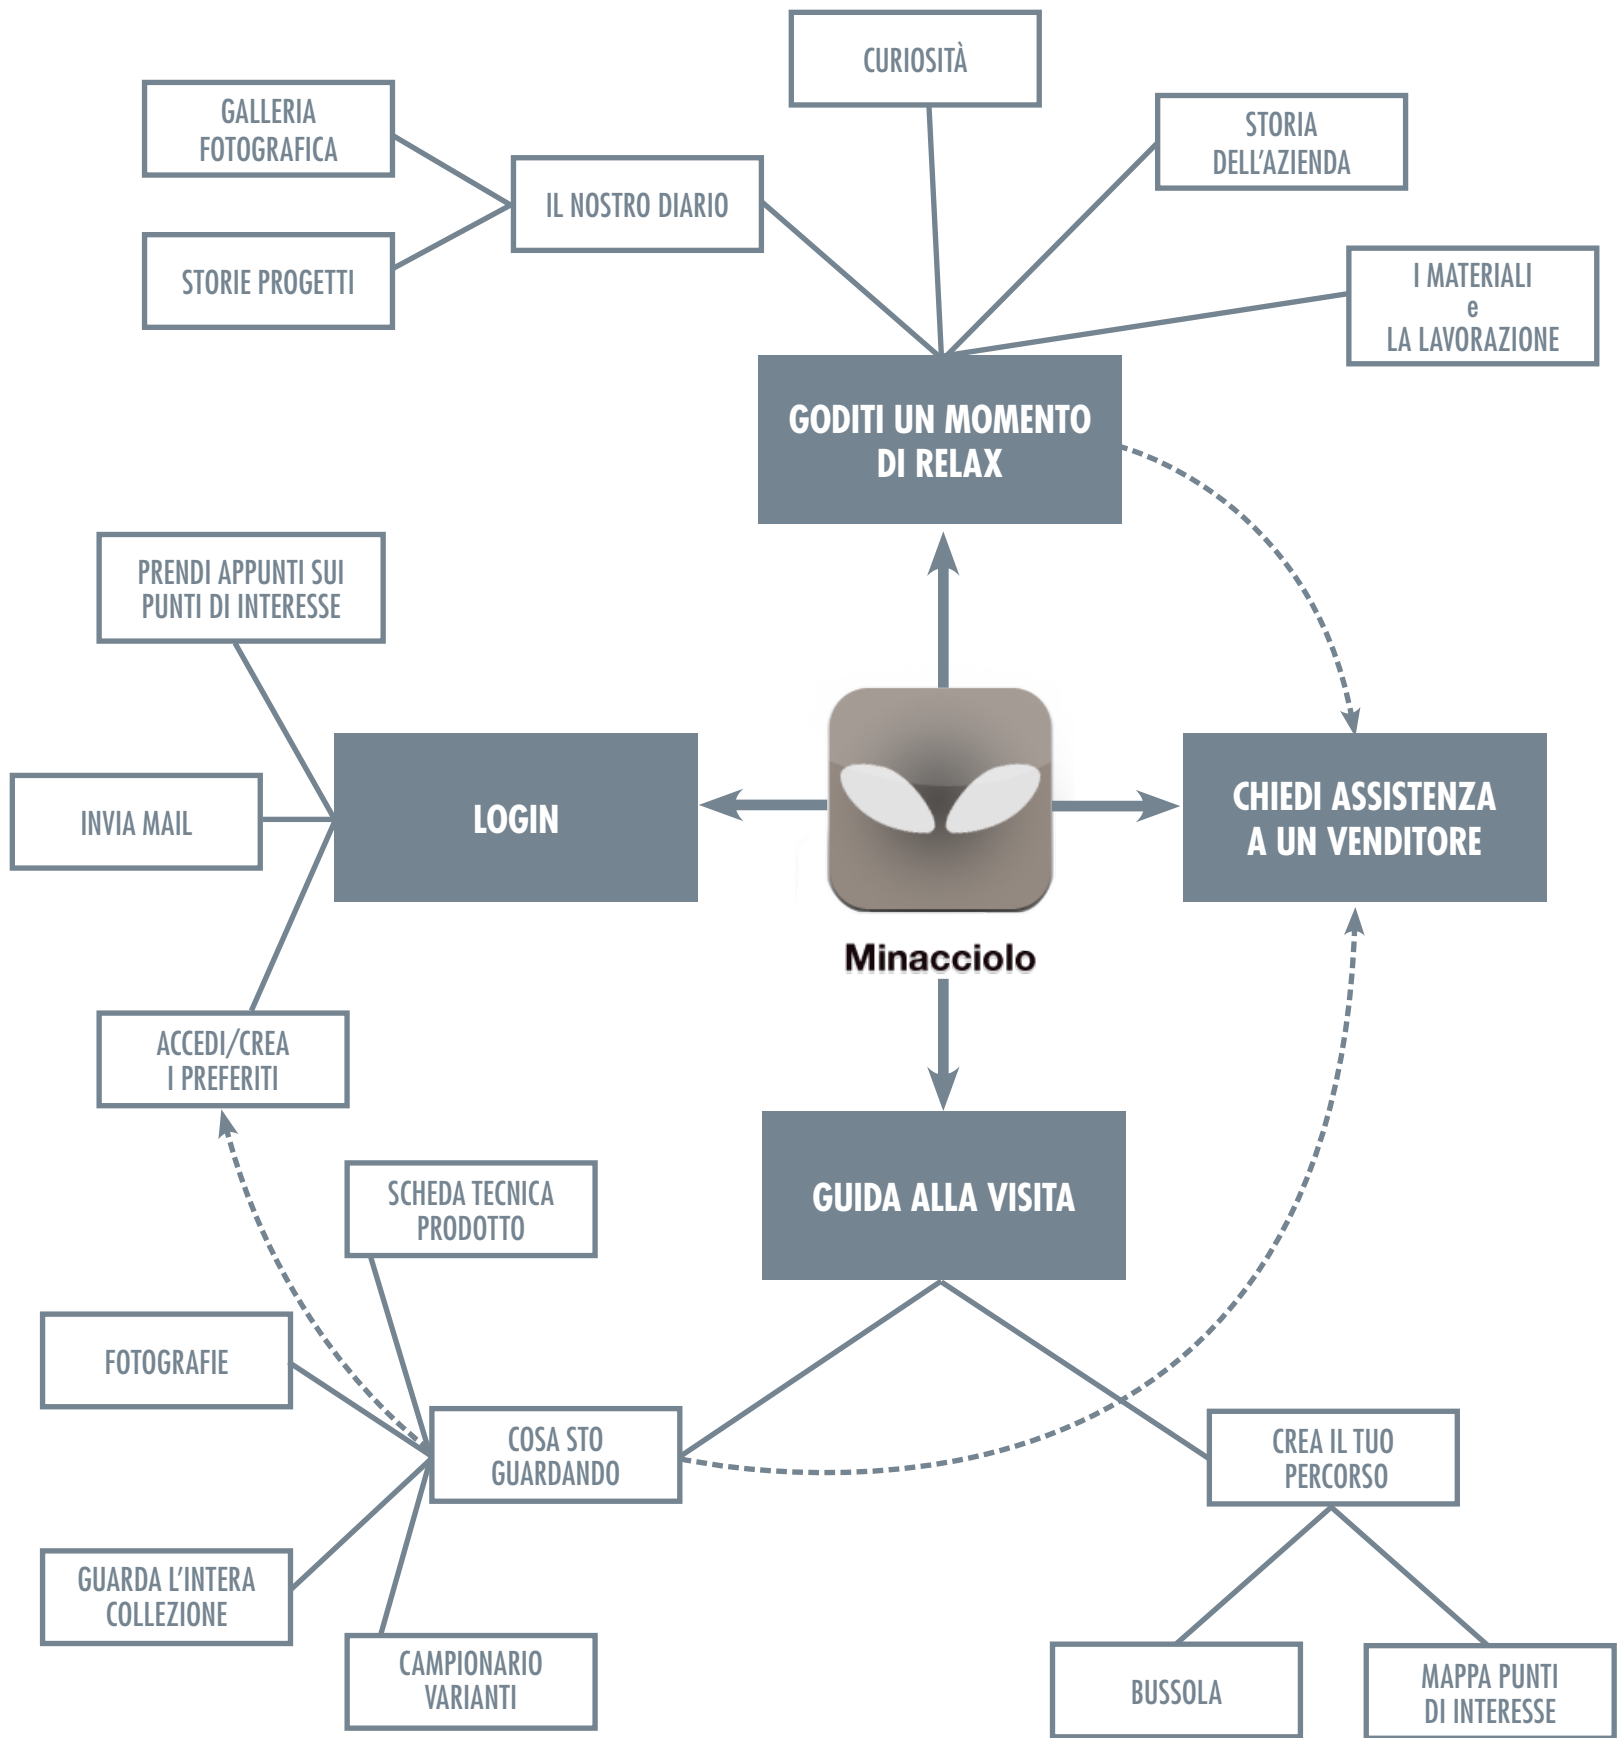 CURIOSITÀ
GALLERIA
FOTOGRAFICA
STORIA
DELL'AZIENDA
IL NOSTRO DIARIO
STORIE PROGETTI
I MATERIALI
e
LA LAVORAZIONE
GODITI UN MOMENTO
DI RELAX
PRENDI APPUNTI SUI
PUNTI DI INTERESSE
INVIA MAIL
LOGIN
CHIEDI ASSISTENZA
A UN VENDITORE
Minacciolo
ACCEDI/CREA
I PREFERITI
SCHEDA TECNICA
PRODOTTO
GUIDA ALLA VISITA
FOTOGRAFIE
COSA STO
GUARDANDO
CREA IL TUO
PERCORSO
GUARDA L'INTERA
COLLEZIONE
CAMPIONARIO
VARIANTI
BUSSOLA
MAPPA PUNTI
DI INTERESSE